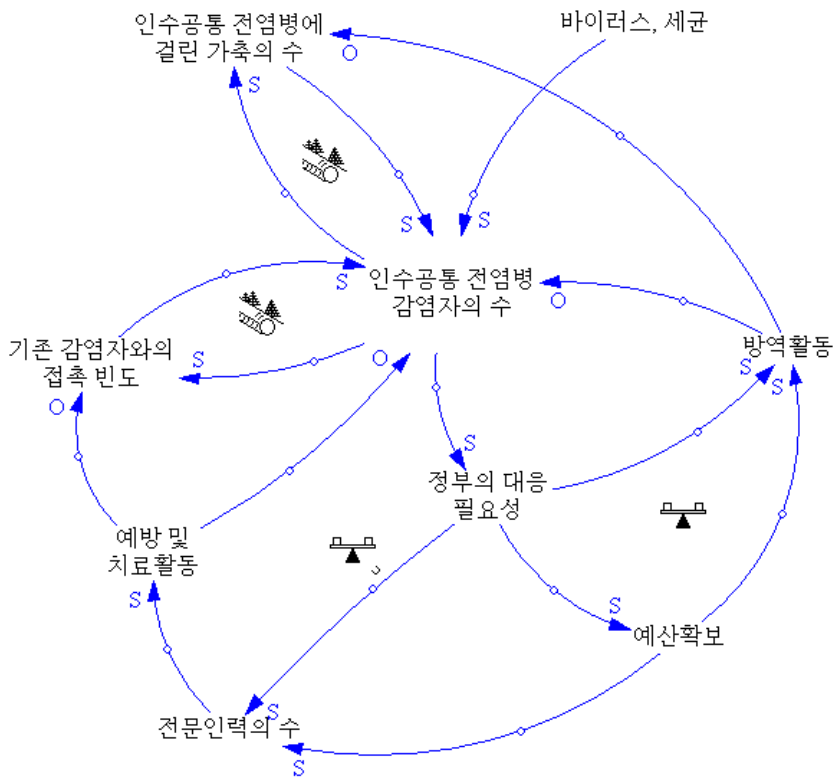 인수공통 전염병에
걸린 가축의 수
바이러스, 세균
O
S
S
S
인수공통 전염병
감염자의 수
S
O
기존 감염자와의
접촉 빈도
S
O
방역활동
S
S
O
S
정부의 대응
필요성
예방 및
치료활동
S
S
예산확보
전문인력의 수
S
S